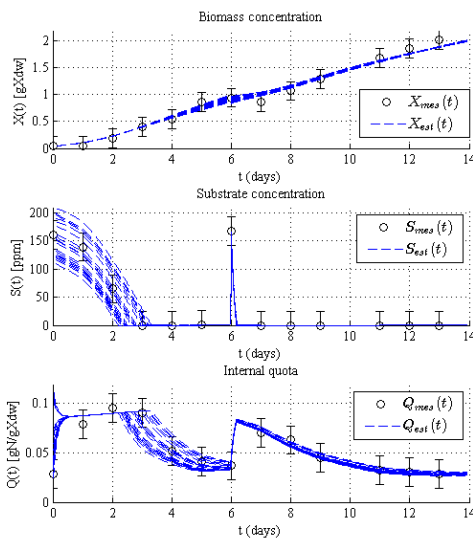 Biomass concentration
X(t) [gXdw]
2
1.5
1
0.5
0
0 2 4 6 8 10 12 14
t (days)
X_mes(t)
X_est(t)
Substrate concentration
S(t) [ppm]
200
150
100
50
0
0 2 4 6 8 10 12 14
t (days)
S_mes(t)
S_est(t)
Internal quota
Q(t) [gN/gXdw]
0.1
0.05
0
0 2 4 6 8 10 12 14
t (days)
Q_mes(t)
Q_est(t)